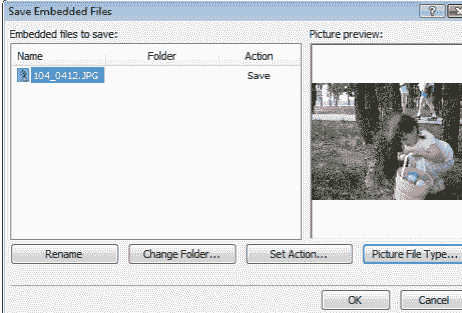 Save Embedded Files
Embedded files to save:
Picture preview:
Name Folder Action
104_0412.JPG Save
Rename Change Folder... Set Action... Picture File Type...
OK Cancel